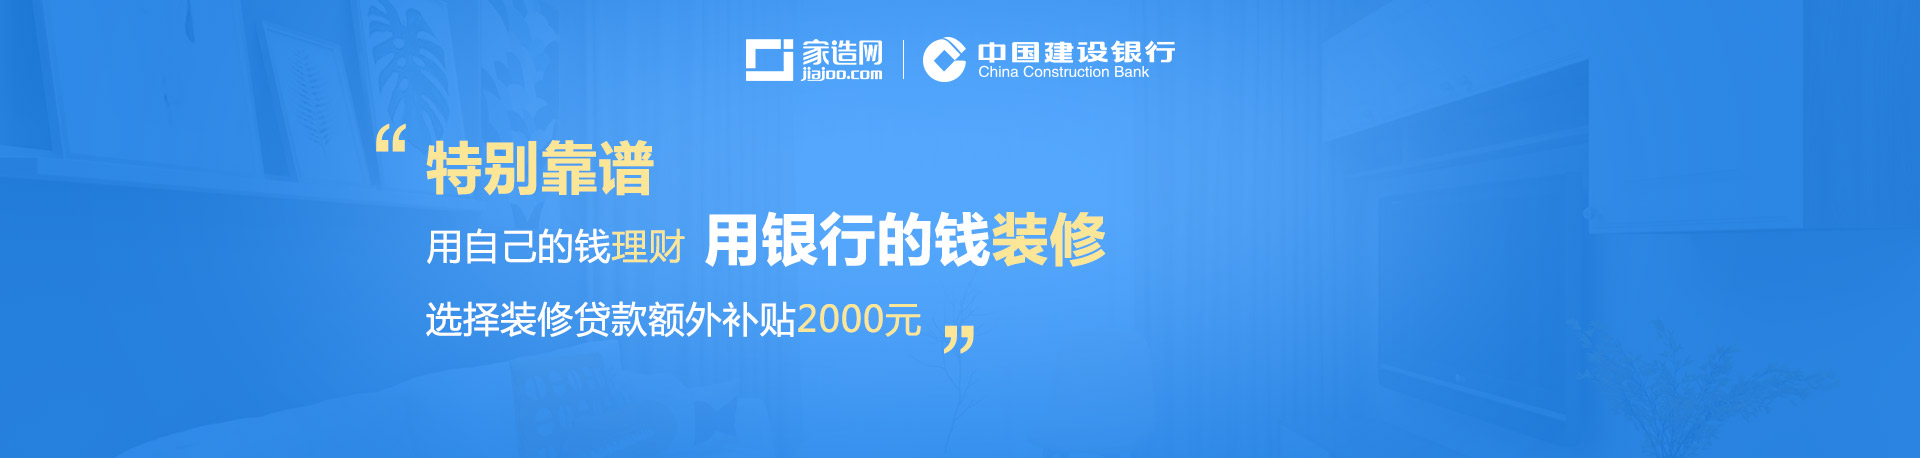 家造网
jiajoo.com
中国建设银行
China Construction Bank
“特别靠谱
用自己的钱理财 用银行的钱装修
选择装修贷款额外补贴2000元”